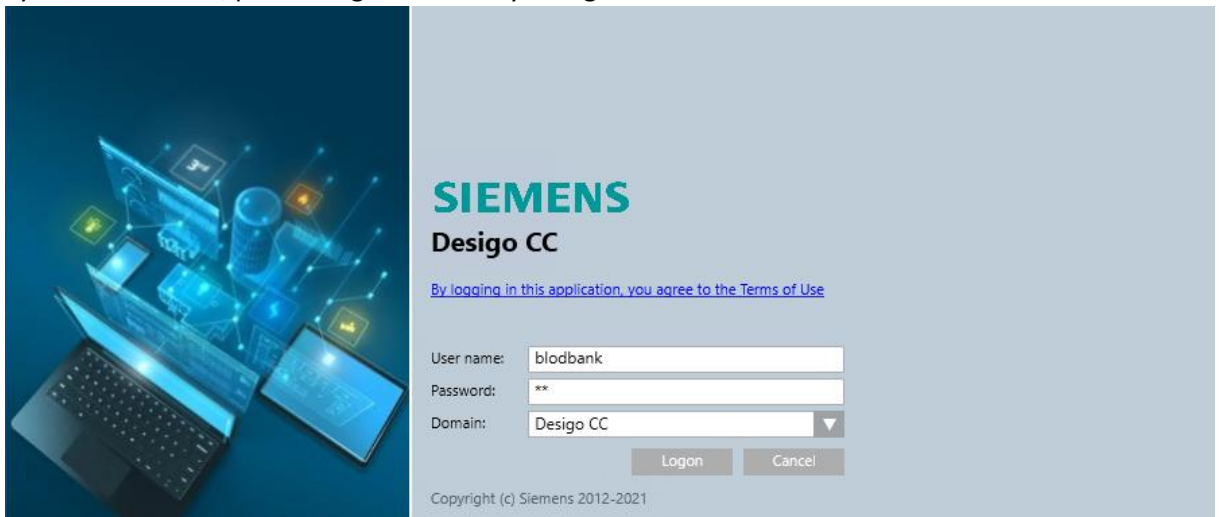 3rd
SIEMENS
Desigo CC
By logging in this application, you agree to the Terms of Use
User name: blodbank
Password: **
Domain: Desigo CC
Logon Cancel
Copyright (c) Siemens 2012-2021